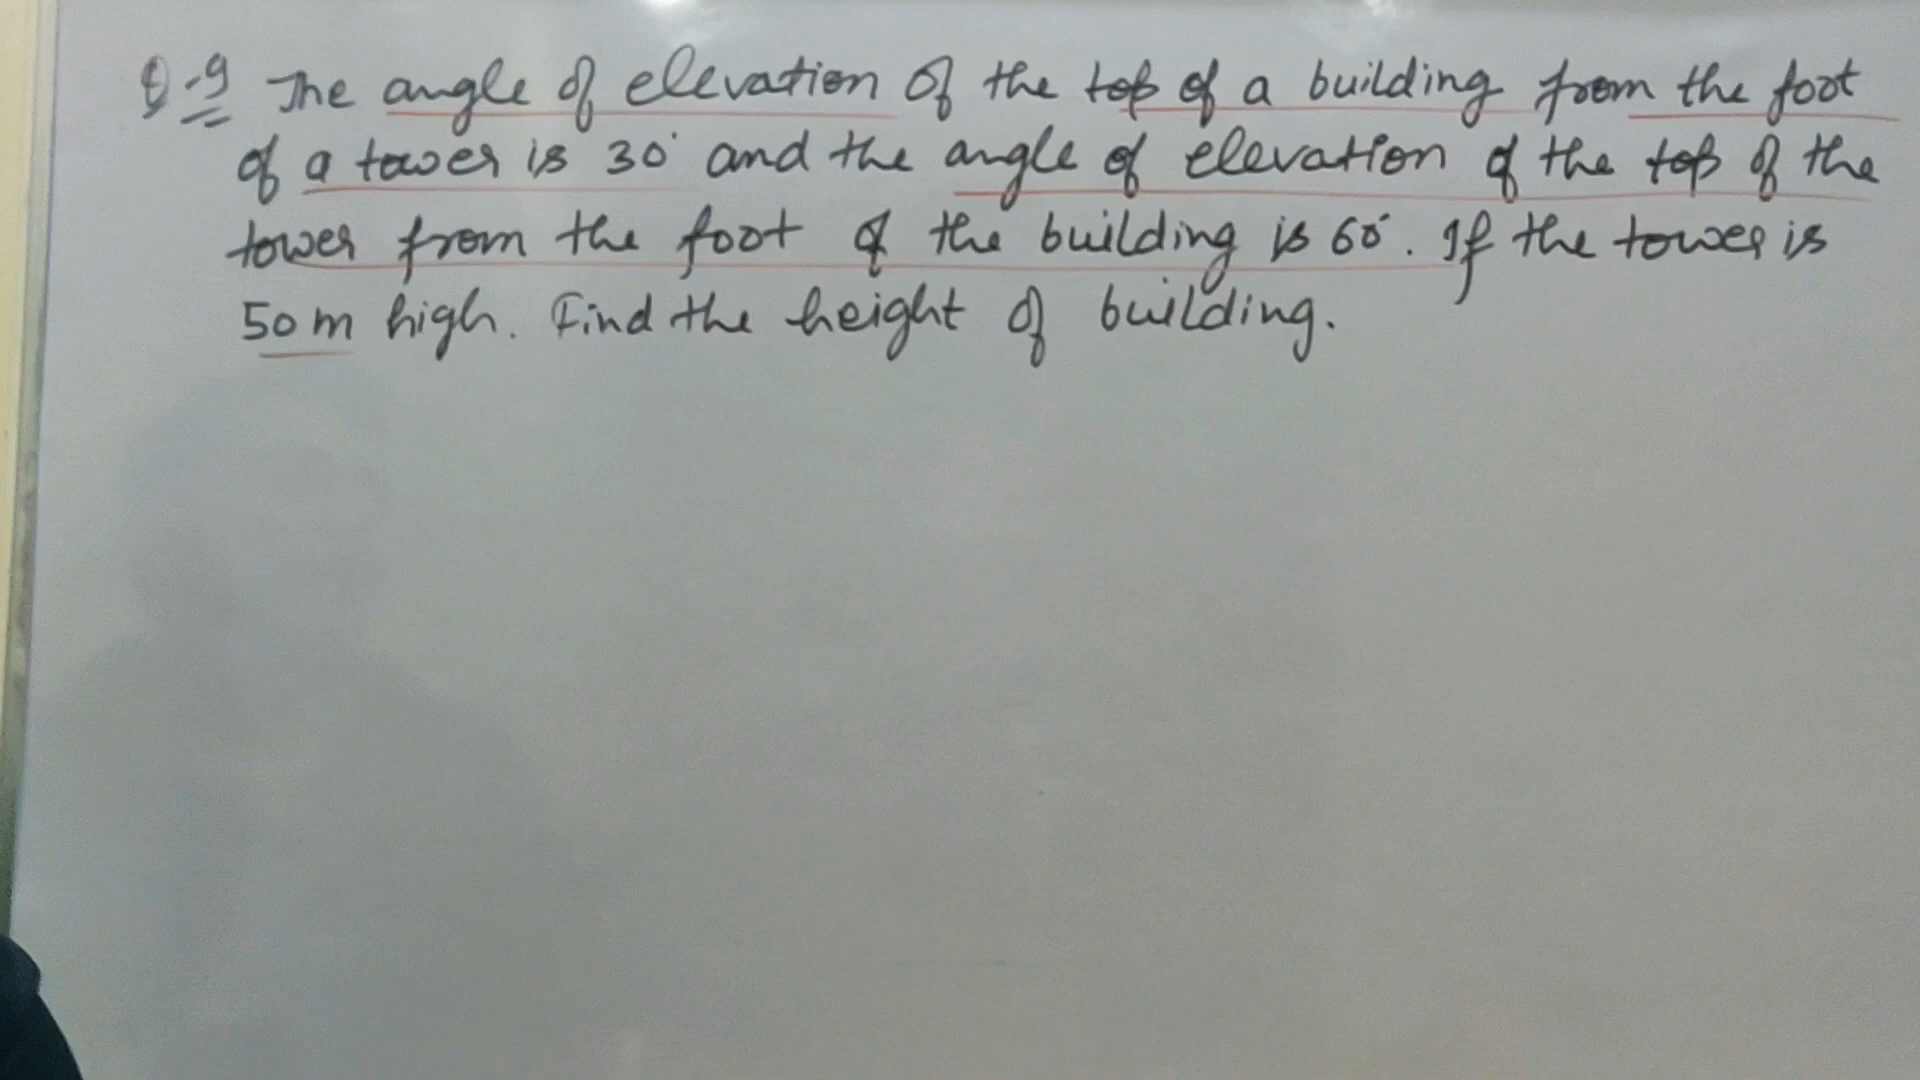 Q-9 The angle of elevation of the top of a building from the foot
of a tower is 30° and the angle of elevation of the top of the
tower from the foot of the building is 60°. If the tower is
50 m high. Find the height of building.